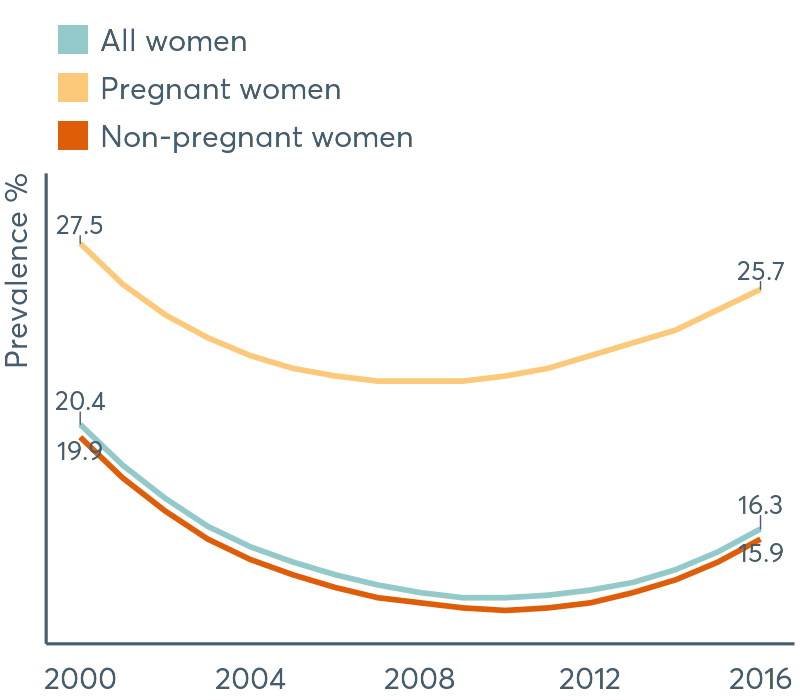 All women
Pregnant women
Non-pregnant women
Prevalence %
27.5
25.7
20.4
19.9
16.3
15.9
2000 2004 2008 2012 2016